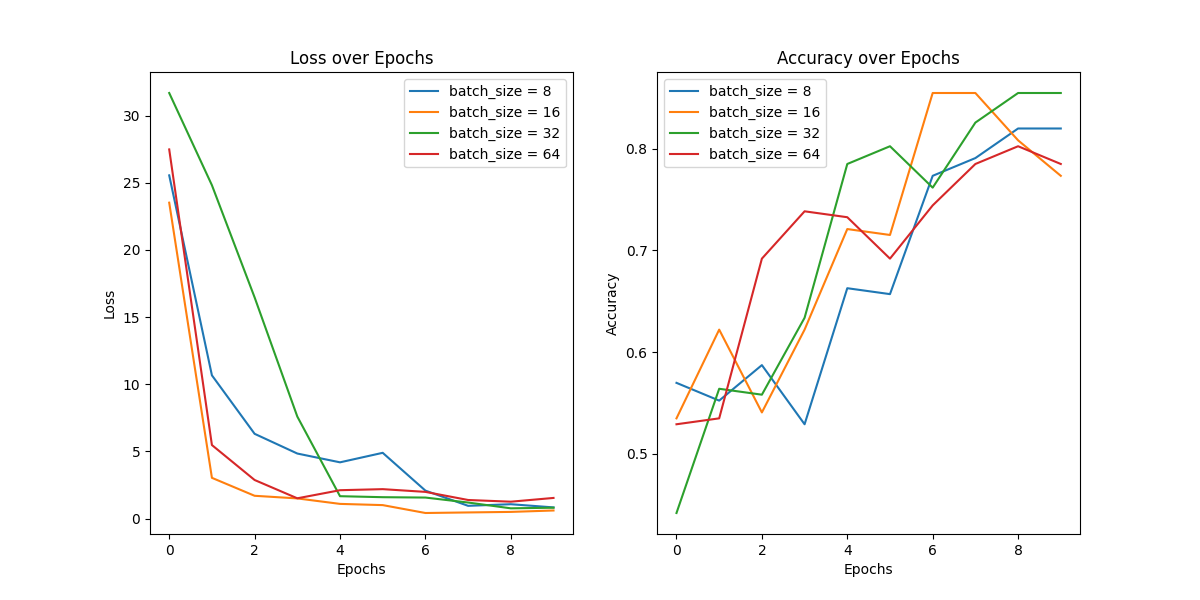 Loss over Epochs
batch_size = 8
batch_size = 16
batch_size = 32
batch_size = 64
30
25
20
15
10
5
0
Loss
0 2 4 6 8
Epochs
Accuracy over Epochs
batch_size = 8
batch_size = 16
batch_size = 32
batch_size = 64
0.8
0.7
0.6
0.5
Accuracy
0 2 4 6 8
Epochs